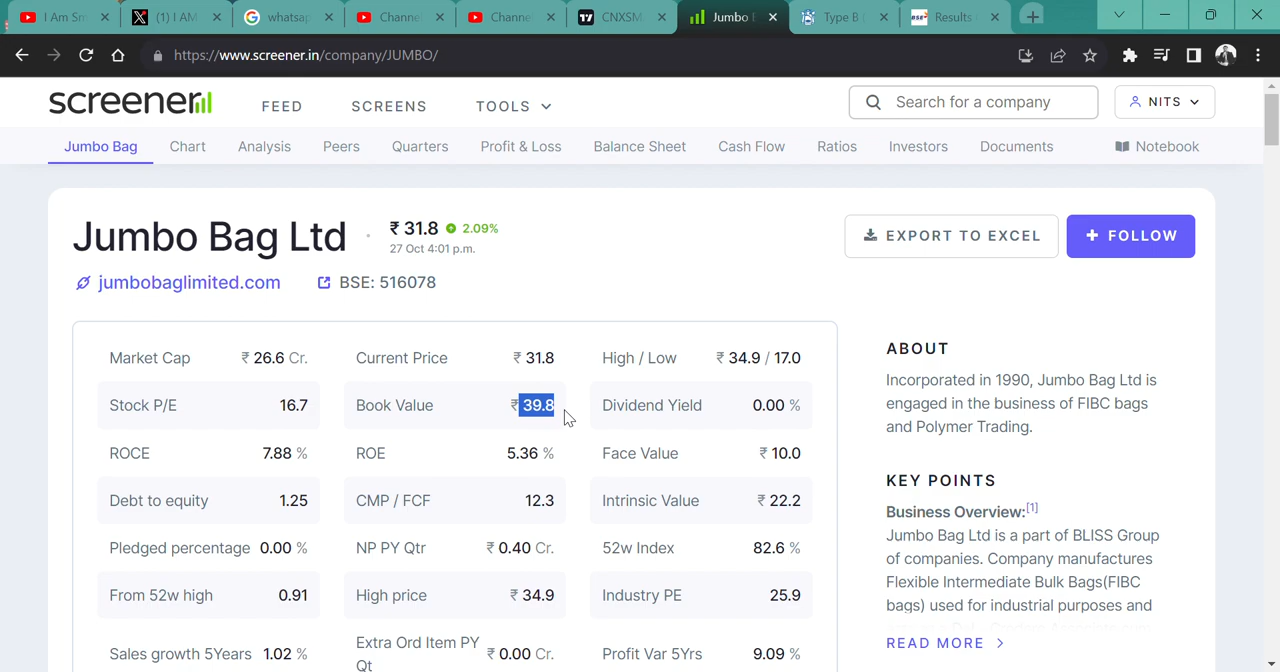 I Am Sm
(1) I AM
whatsap
Channe
Channe
CNXSM
Jumbo B
Type B (
Results
https://www.screener.in/company/JUMBO/
screener
FEED
SCREENS
TOOLS
Search for a company
NITS
Jumbo Bag
Chart
Analysis
Peers
Quarters
Profit & Loss
Balance Sheet
Cash Flow
Ratios
Investors
Documents
Notebook
Jumbo Bag Ltd
₹ 31.8 2.09%
27 Oct 4:01 p.m.
EXPORT TO EXCEL
+ FOLLOW
jumbobaglimited.com
BSE: 516078
Market Cap ₹ 26.6 Cr.
Current Price ₹ 31.8
High / Low ₹ 34.9 / 17.0
Stock P/E 16.7
Book Value ₹ 39.8
Dividend Yield 0.00 %
ROCE 7.88 %
ROE 5.36 %
Face Value ₹ 10.0
Debt to equity 1.25
CMP / FCF 12.3
Intrinsic Value ₹ 22.2
Pledged percentage 0.00 %
NP PY Qtr ₹ 0.40 Cr.
52w Index 82.6 %
From 52w high 0.91
High price ₹ 34.9
Industry PE 25.9
Sales growth 5Years 1.02 %
Extra Ord Item PY
Qt
₹ 0.00 Cr.
Profit Var 5Yrs 9.09 %
ABOUT
Incorporated in 1990, Jumbo Bag Ltd is
engaged in the business of FIBC bags
and Polymer Trading.
KEY POINTS
Business Overview:[1]
Jumbo Bag Ltd is a part of BLISS Group
of companies. Company manufactures
Flexible Intermediate Bulk Bags(FIBC
bags) used for industrial purposes and
READ MORE >